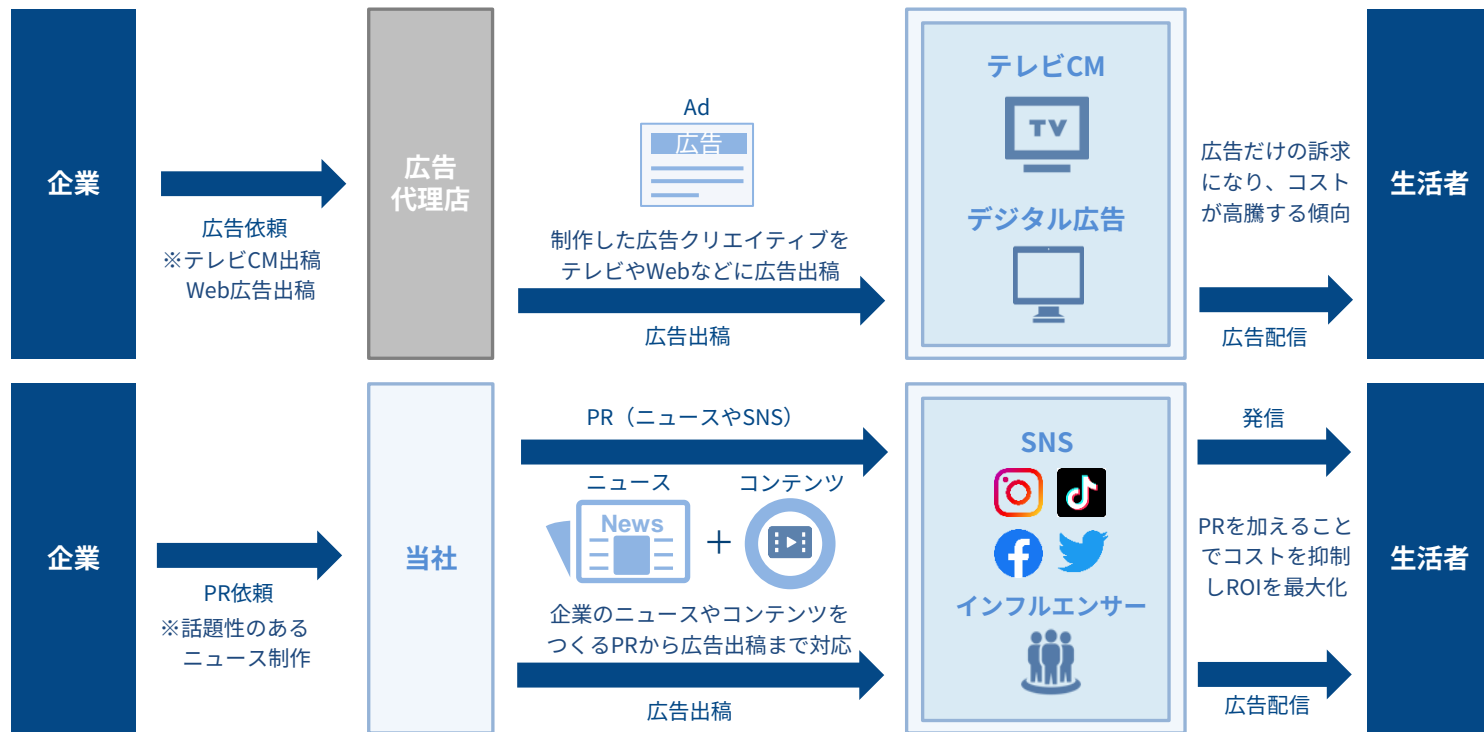 企業
広告依頼
※テレビCM出稿
Web広告出稿
広告
代理店
Ad
広告
制作した広告クリエイティブを
テレビやWebなどに広告出稿
広告出稿
テレビCM
TV
デジタル広告
広告だけの訴求
になり、コスト
が高騰する傾向
広告配信
生活者
企業
PR依頼
※話題性のある
ニュース制作
当社
PR（ニュースやSNS）
ニュース
コンテンツ
News
+
企業のニュースやコンテンツを
つくるPRから広告出稿まで対応
広告出稿
SNS
インフルエンサー
発信
PRを加えること
でコストを抑制
しROIを最大化
広告配信
生活者